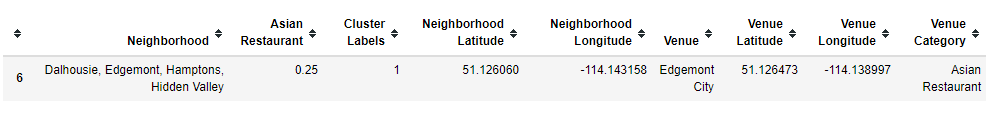 Neighborhood Asian Restaurant Cluster Labels Neighborhood Latitude Neighborhood Longitude Venue Venue Latitude Venue Longitude Venue Category
6 Dalhousie, Edgemont, Hamptons, Hidden Valley 0.25 1 51.126060 -114.143158 Edgemont City 51.126473 -114.138997 Asian Restaurant